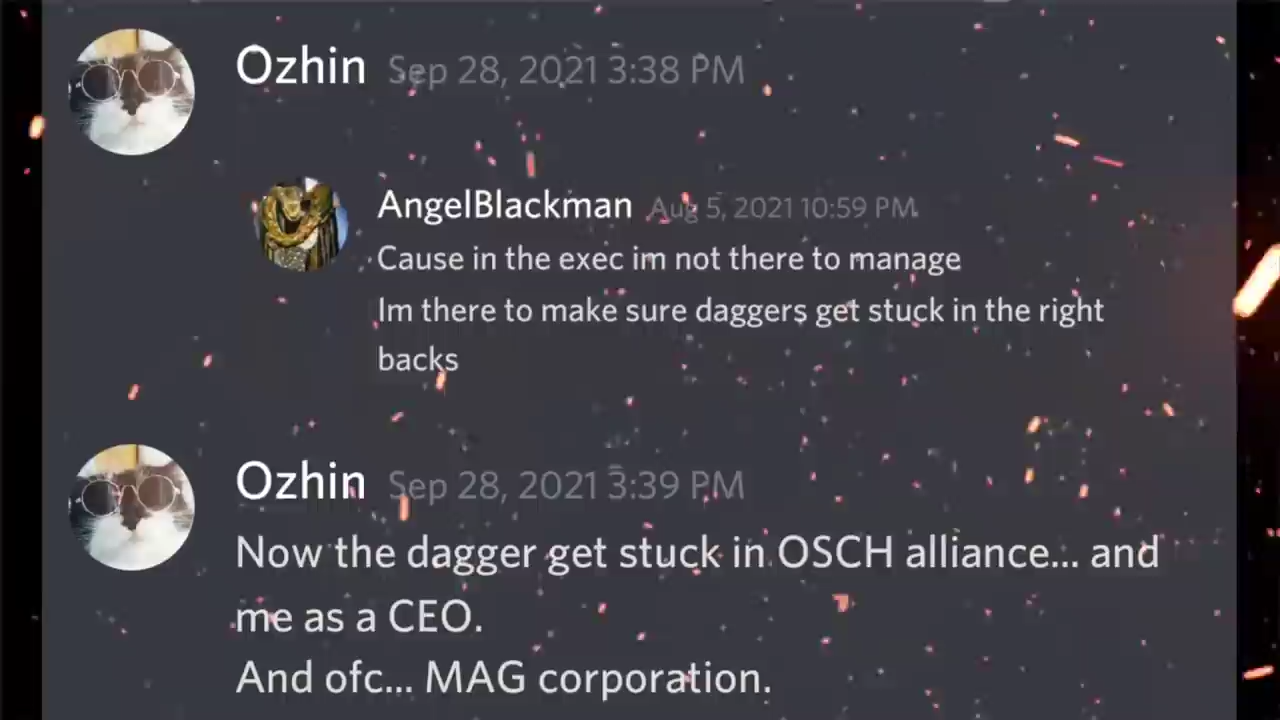 Ozhin Sep 28, 2021 3:38 PM
AngelBlackman Aug 5, 2021 10:59 PM
Cause in the exec im not there to manage
Im there to make sure daggers get stuck in the right
backs
Ozhin Sep 28, 2021 3:39 PM
Now the dagger get stuck in OSCH alliance... and
me as a CEO.
And ofc... MAG corporation.